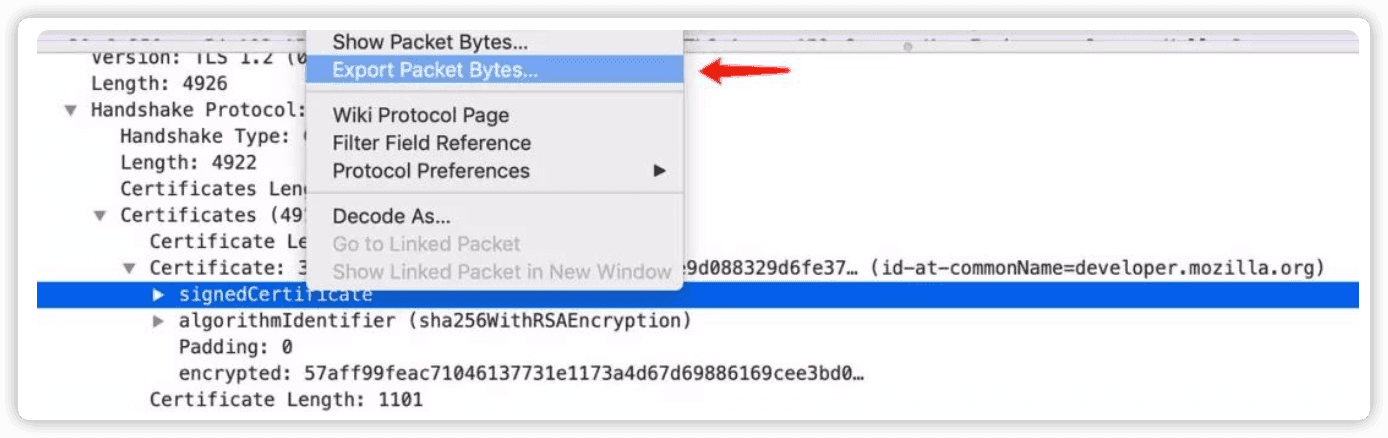 Show Packet Bytes...
Export Packet Bytes...
Wiki Protocol Page
Filter Field Reference
Protocol Preferences
Decode As...
Go to Linked Packet
Show Linked Packet in New Window
Version: TLS 1.2 (0
Length: 4926
Handshake Protocol:
Handshake Type:
Length: 4922
Certificates Len
Certificates (49
Certificate Le
Certificate: 3 9d088329d6fe37… (id-at-commonName=developer.mozilla.org)
signedCertificate
algorithmIdentifier (sha256WithRSAEncryption)
Padding: 0
encrypted: 57aff99feac71046137731e1173a4d67d69886169cee3bd0…
Certificate Length: 1101